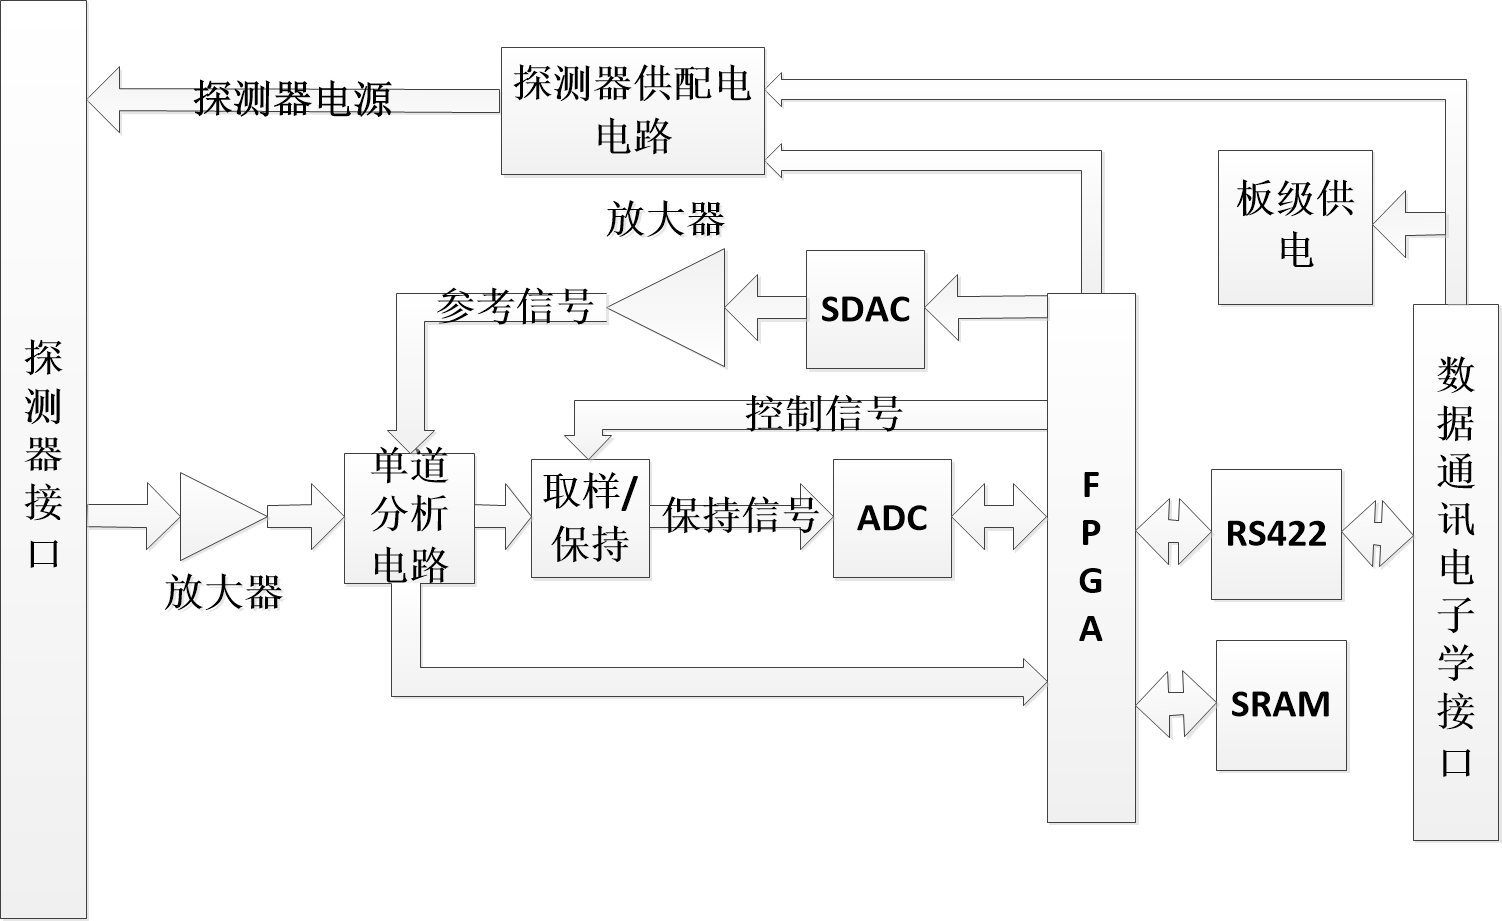 探测器电源
探测器供配电
电路
放大器
板级供
电
参考信号
SDAC
控制信号
探
测
器
接
口
放大器
单道
分析
电路
取样/
保持
保持信号
ADC
F
P
G
A
RS422
SRAM
数
据
通
讯
电
子
学
接
口